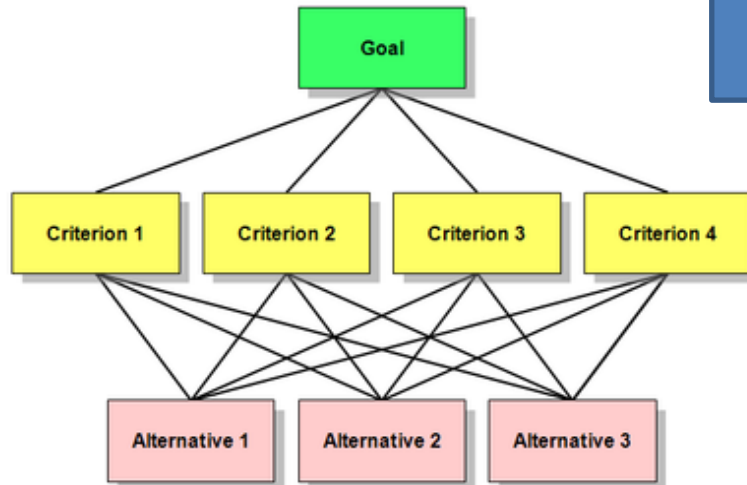 Goal
Criterion 1
Criterion 2
Criterion 3
Criterion 4
Alternative 1
Alternative 2
Alternative 3